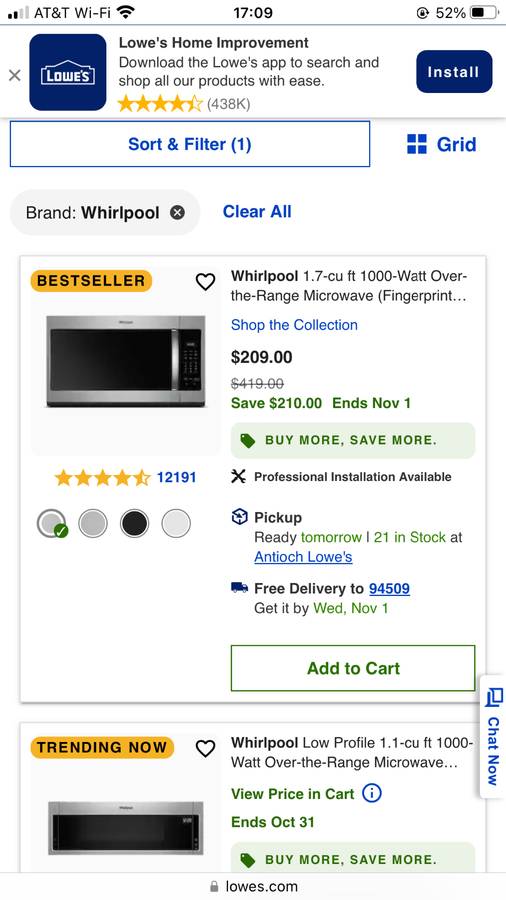 AT&T Wi-Fi 17:09 52%
Lowe's Home Improvement
Download the Lowe's app to search and
shop all our products with ease.
(438K)
LOWE'S
Install
Sort & Filter (1)
Grid
Brand: Whirlpool
Clear All
BESTSELLER
Whirlpool 1.7-cu ft 1000-Watt Over-
the-Range Microwave (Fingerprint...
Shop the Collection
$209.00
$419.00
Save $210.00 Ends Nov 1
BUY MORE, SAVE MORE.
12191
Professional Installation Available
Pickup
Ready tomorrow | 21 in Stock at
Antioch Lowe's
Free Delivery to 94509
Get it by Wed, Nov 1
Add to Cart
Chat Now
TRENDING NOW
Whirlpool Low Profile 1.1-cu ft 1000-
Watt Over-the-Range Microwave...
View Price in Cart
Ends Oct 31
BUY MORE, SAVE MORE.
lowes.com